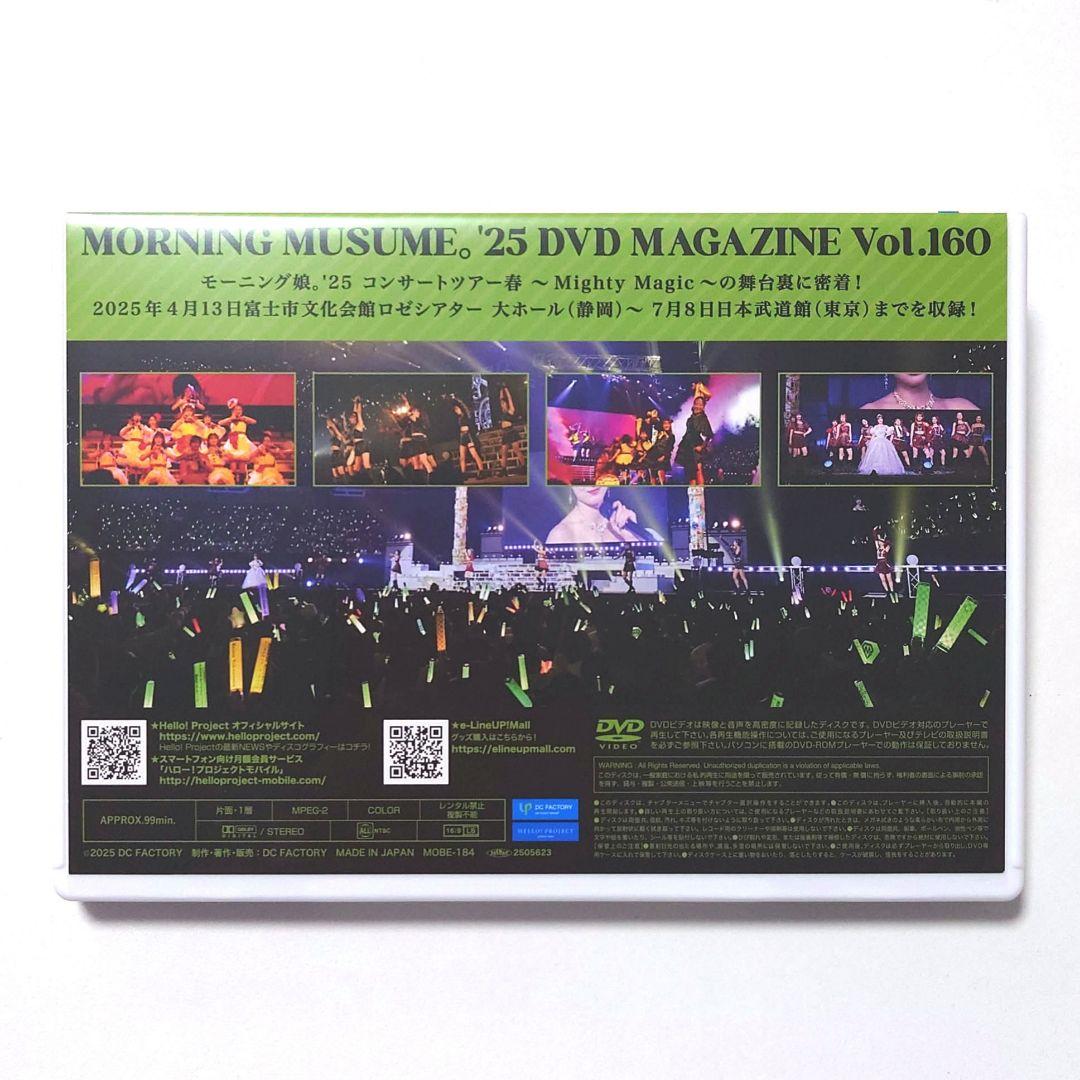 MORNING MUSUME。'25 DVD MAGAZINE Vol.160
モーニング娘。'25 コンサートツアー春 ～Mighty Magic～の舞台裏に密着！
2025年4月13日富士市文化会館ロゼシアター 大ホール（静岡）～ 7月8日日本武道館（東京）までを収録！
★Hello! Project オフィシャルサイト
https://www.helloproject.com/
Hello! Projectの最新NEWSやディスコグラフィーはコチラ！
★スマートフォン向け月額会員サービス
「ハロー！プロジェクトモバイル」
http://helloproject-mobile.com/
★e-LineUP!Mall
グッズ購入はこちらから！
https://elineupmall.com
DVD VIDEO
DVDビデオは映像と音声を高密度に記録したディスクです。DVDビデオ対応のプレーヤーで
再生して下さい。各再生機能操作については、ご使用になるプレーヤー及びテレビの取扱説明書
を必ずご参照下さい。パソコンに搭載のDVD-ROMプレーヤーでの動作は保証しておりません。
WARNING : All Rights Reserved. Unauthorized duplication is a violation of applicable laws.
APPROX.99min.
片面・1層
MPEG-2
COLOR
レンタル禁止
複製不能
DOLBY DIGITAL / STEREO
ALL NTSC
16:9 LB
DC FACTORY
HELLO! PROJECT
©2025 DC FACTORY 制作・著作・販売：DC FACTORY MADE IN JAPAN MOBE-184 2505623